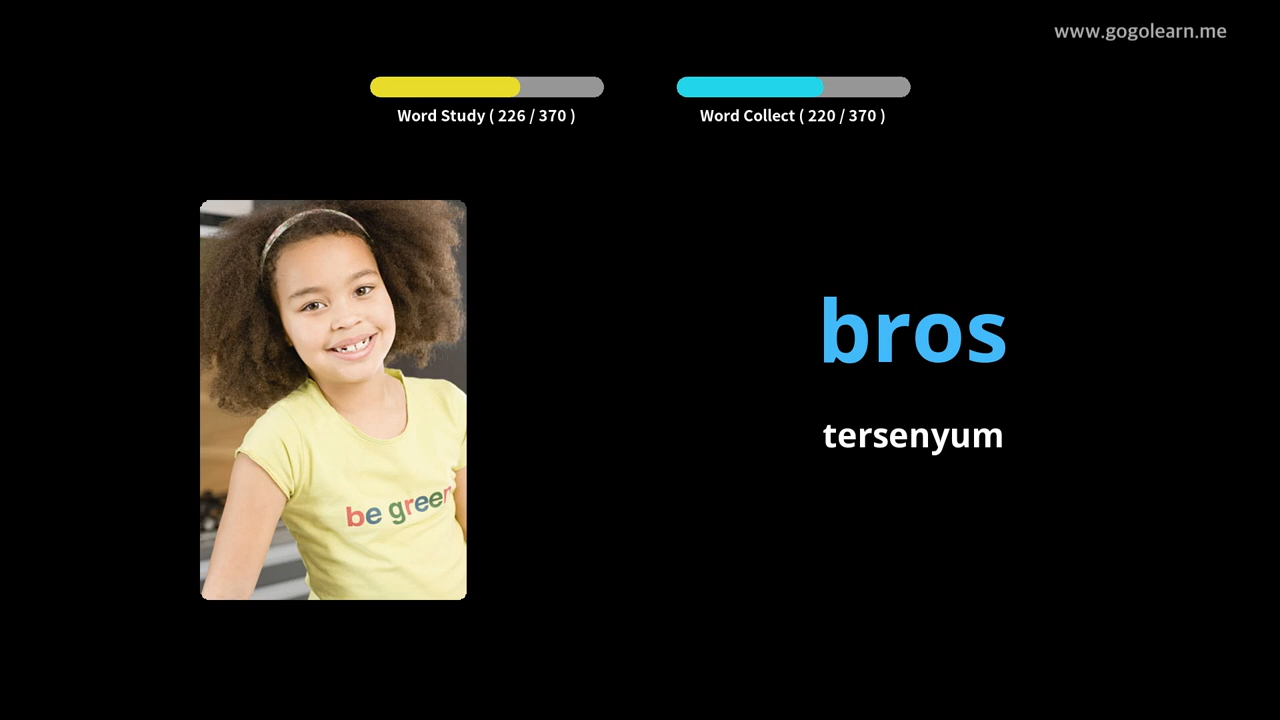 www.gogolearn.me
Word Study ( 226 / 370 )
Word Collect ( 220 / 370 )
be green
bros
tersenyum